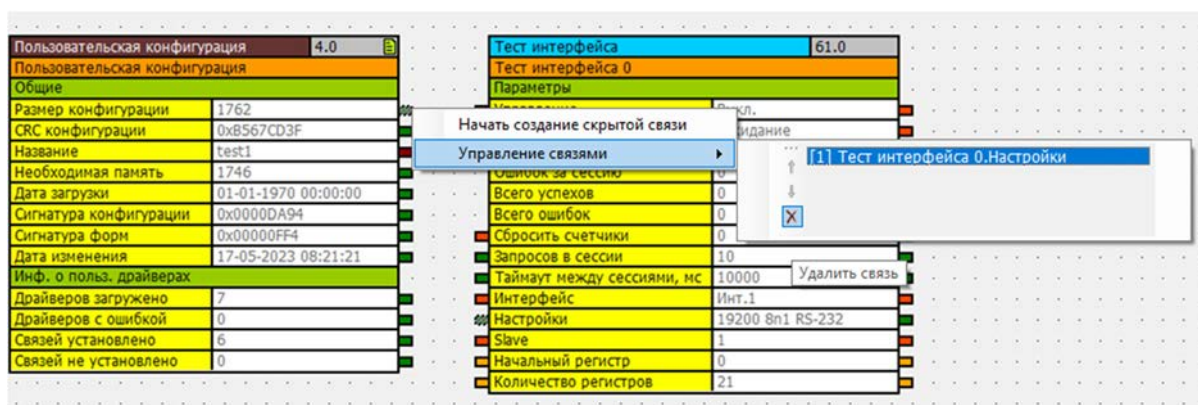 Пользовательская конфигурация 4.0
Пользовательская конфигурация
Общие
Размер конфигурации 1762
CRC конфигурации 0xB567CD3F
Название test1
Необходимая память 1746
Дата загрузки 01-01-1970 00:00:00
Сигнатура конфигурации 0x0000DA94
Сигнатура форм 0x00000FF4
Дата изменения 17-05-2023 08:21:21
Инф. о польз. драйверах
Драйверов загружено 7
Драйверов с ошибкой 0
Связей установлено 6
Связей не установлено 0
Тест интерфейса 61.0
Тест интерфейса 0
Параметры
Начать создание скрытой связи
Управление связями
[1] Тест интерфейса 0.Настройки
Ошибок за сессию 0
Всего успехов 0
Всего ошибок 0
Сбросить счетчики 0
Запросов в сессии 10
Таймаут между сессиями, мс 10000
Удалить связь
Интерфейс Инт.1
Настройки 19200 8n1 RS-232
Slave 1
Начальный регистр 0
Количество регистров 21